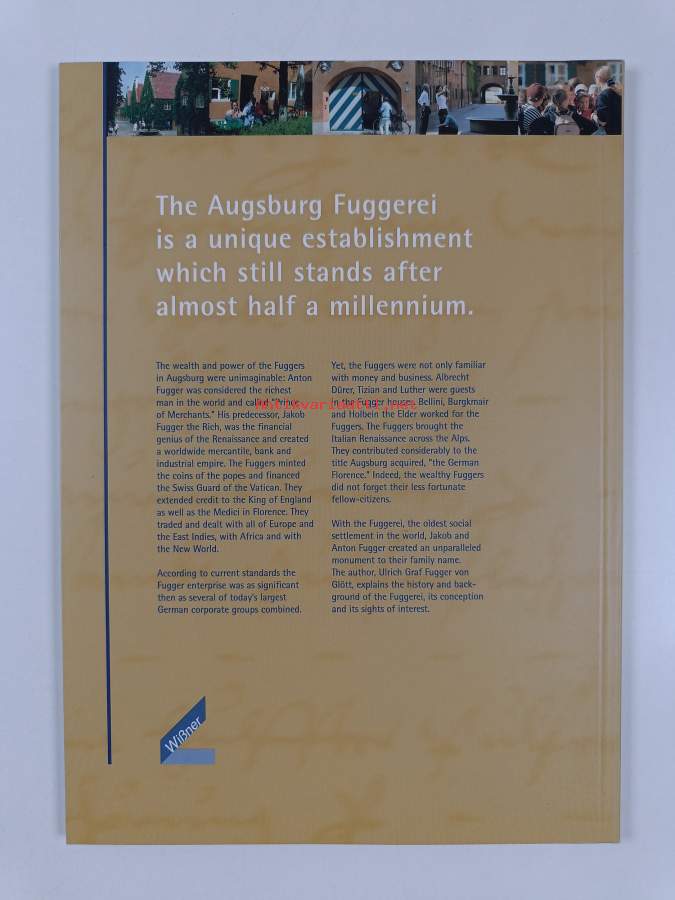 The Augsburg Fuggerei
is a unique establishment
which still stands after
almost half a millennium.
The wealth and power of the Fuggers
in Augsburg were unimaginable: Anton
Fugger was considered the richest
man in the world and called "Prince
of Merchants." His predecessor, Jakob
Fugger the Rich, was the financial
genius of the Renaissance and created
a worldwide mercantile, bank and
industrial empire. The Fuggers minted
the coins of the popes and financed
the Swiss Guard of the Vatican. They
extended credit to the King of England
as well as the Medici in Florence. They
traded and dealt with all of Europe and
the East Indies, with Africa and with
the New World.
According to current standards the
Fugger enterprise was as significant
then as several of today's largest
German corporate groups combined.
Yet, the Fuggers were not only familiar
with money and business. Albrecht
Dürer, Tizian and Luther were guests
in the Fugger houses. Bellini, Burgkmair
and Holbein the Elder worked for the
Fuggers. The Fuggers brought the
Italian Renaissance across the Alps.
They contributed considerably to the
title Augsburg acquired, "the German
Florence." Indeed, the wealthy Fuggers
did not forget their less fortunate
fellow-citizens.
With the Fuggerei, the oldest social
settlement in the world, Jakob and
Anton Fugger created an unparalleled
monument to their family name.
The author, Ulrich Graf Fugger von
Glött, explains the history and back-
ground of the Fuggerei, its conception
and its sights of interest.
Antikvariaatti.net
Wißner